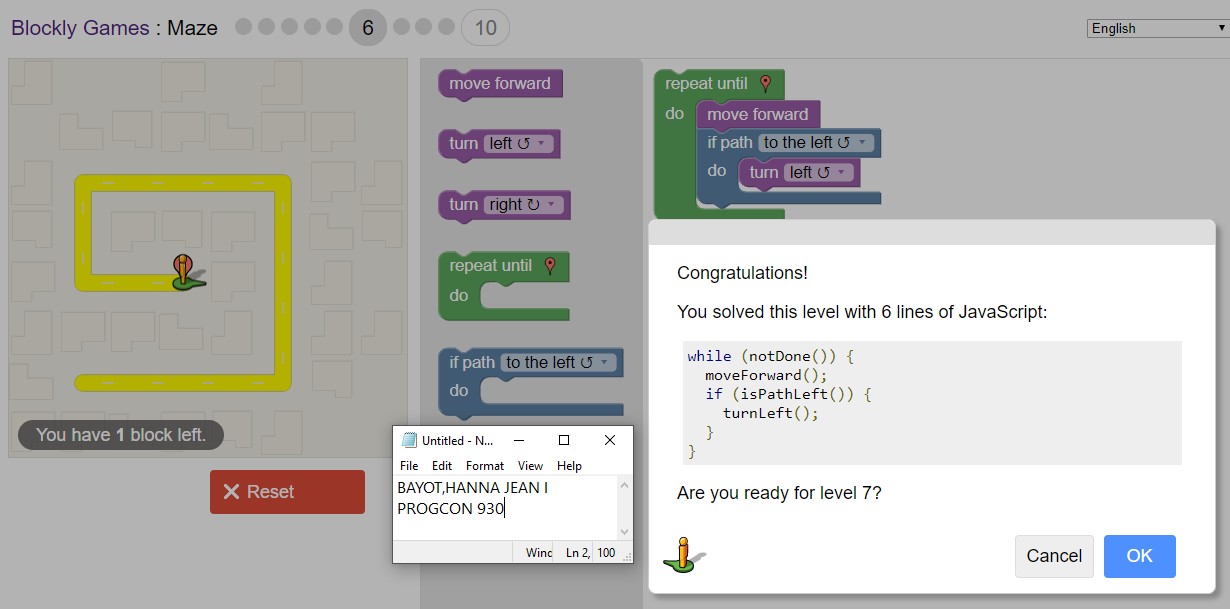 Blockly Games : Maze
6
10
English
move forward
turn left ↺
turn right ↻
repeat until
do
if path to the left ↺
do
repeat until
do
move forward
if path to the left ↺
do
turn left ↺
You have 1 block left.
Reset
Untitled - N...
File Edit Format View Help
BAYOT,HANNA JEAN I
PROGCON 930
Winc Ln 2, 100
Congratulations!
You solved this level with 6 lines of JavaScript:
while (notDone()) {
moveForward();
if (isPathLeft()) {
turnLeft();
}
}
Are you ready for level 7?
Cancel
OK